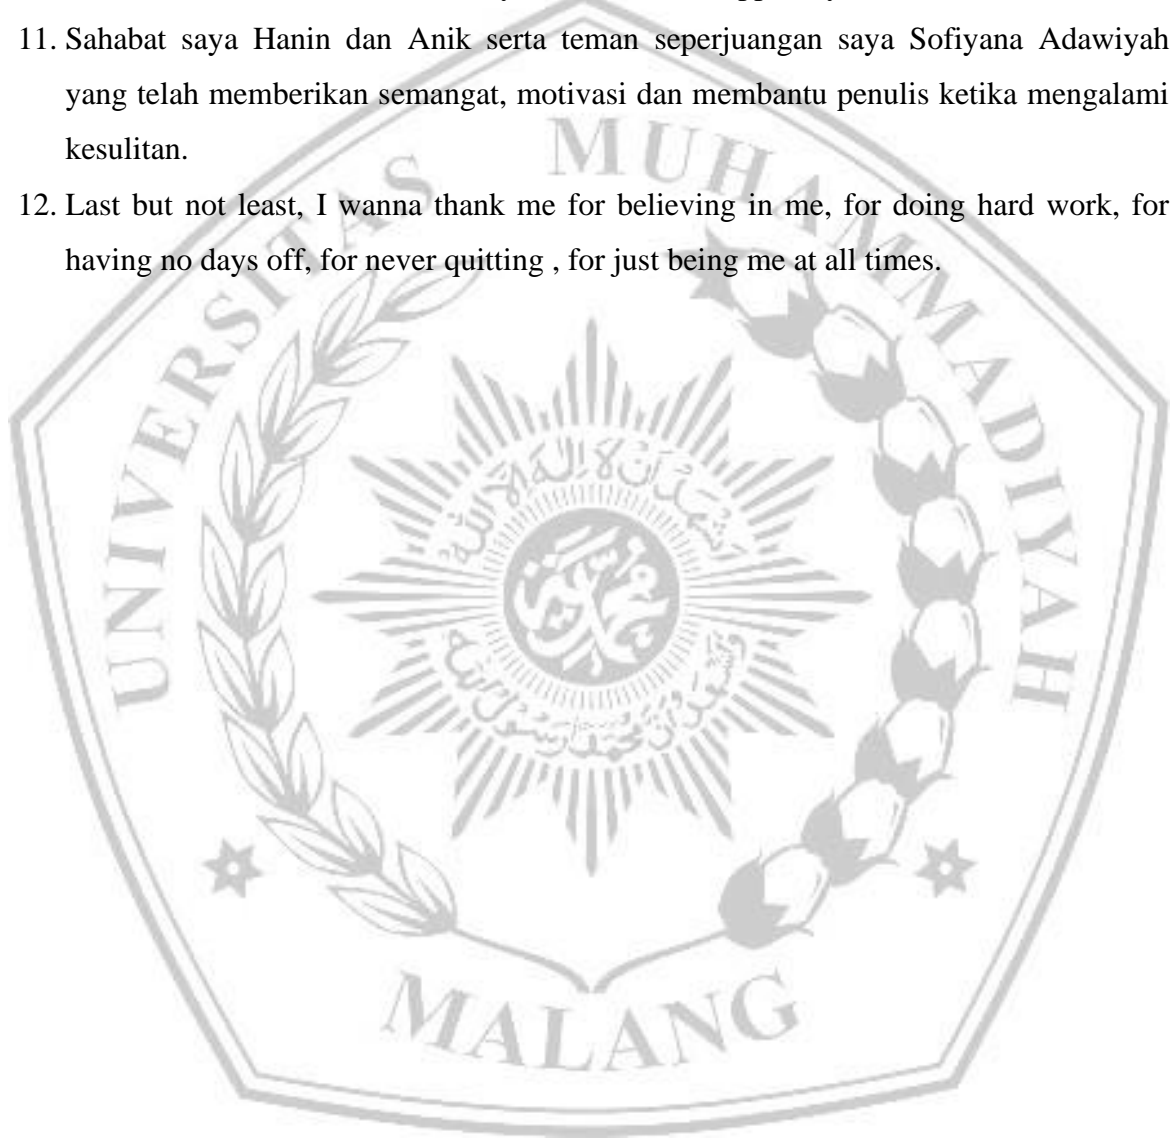 11. Sahabat saya Hanin dan Anik serta teman seperjuangan saya Sofiyana Adawiyah
yang telah memberikan semangat, motivasi dan membantu penulis ketika mengalami
kesulitan.
12. Last but not least, I wanna thank me for believing in me, for doing hard work, for
having no days off, for never quitting , for just being me at all times.
UNIVERSITAS MUHAMMADIYAH
MALANG